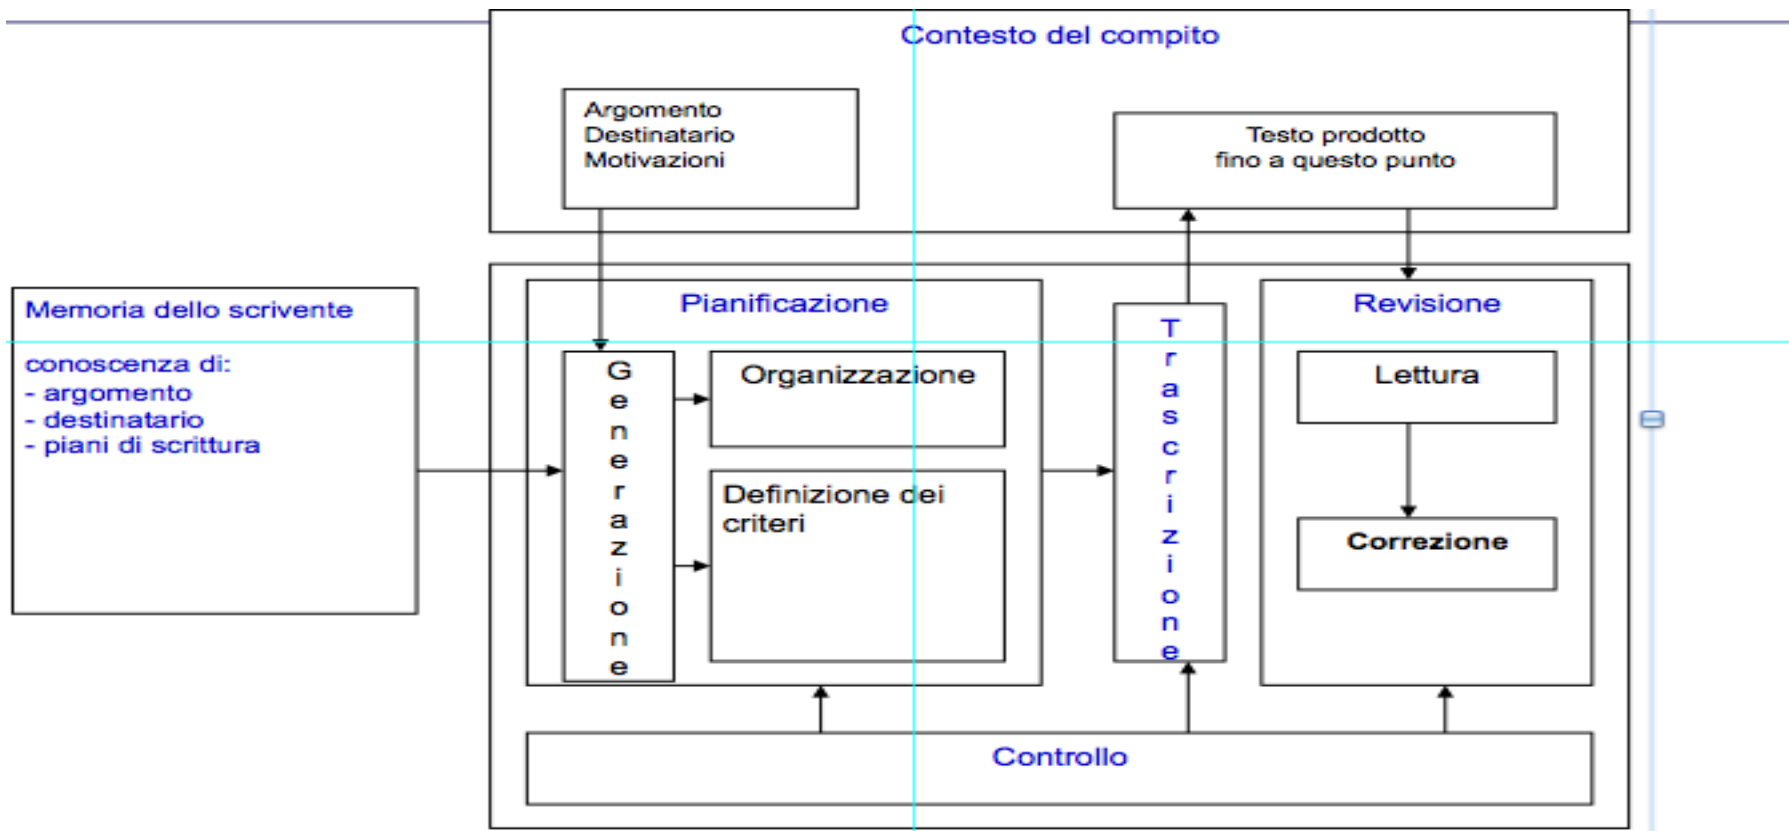 Contesto del compito
Argomento
Destinatario
Motivazioni
Testo prodotto
fino a questo punto
Memoria dello scrivente
conoscenza di:
- argomento
- destinatario
- piani di scrittura
Pianificazione
Generazione
Organizzazione
Definizione dei
criteri
Trascrizione
Revisione
Lettura
Correzione
Controllo